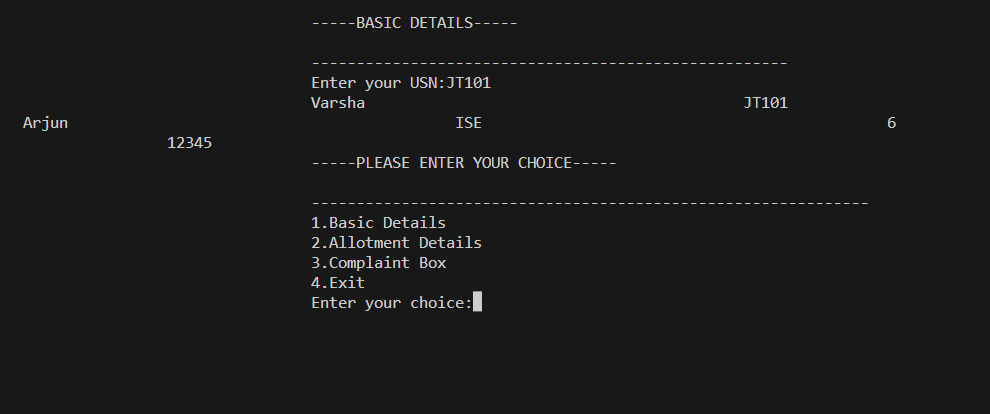 -----BASIC DETAILS-----
-----------------------------------------------------
Enter your USN:JT101
Varsha JT101
Arjun ISE 6
12345
-----PLEASE ENTER YOUR CHOICE-----
--------------------------------------------------------------
1.Basic Details
2.Allotment Details
3.Complaint Box
4.Exit
Enter your choice: